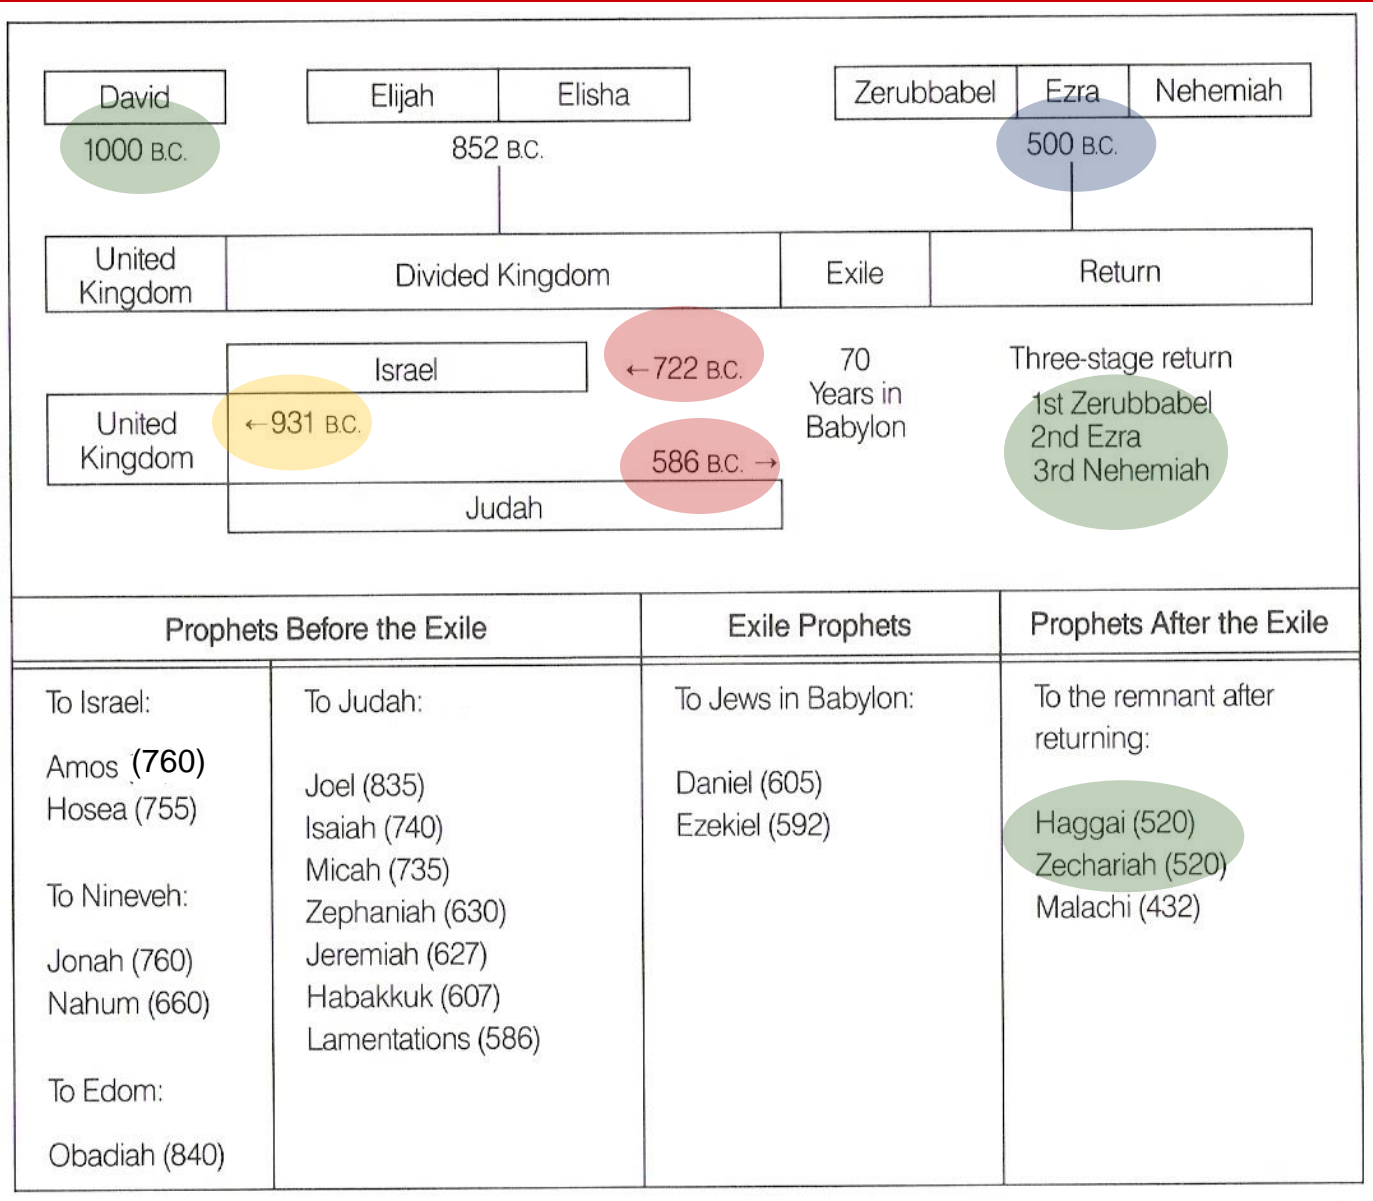 David
Elijah
Elisha
Zerubbabel
Ezra
Nehemiah
1000 B.C.
852 B.C.
500 B.C.
United
Kingdom
Divided Kingdom
Exile
Return
Israel
←722 B.C.
70
Years in
Babylon
Three-stage return
1st Zerubbabel
2nd Ezra
3rd Nehemiah
United
Kingdom
←931 B.C.
586 B.C. →
Judah
Prophets Before the Exile
Exile Prophets
Prophets After the Exile
To Israel:
Amos (760)
Hosea (755)
To Nineveh:
Jonah (760)
Nahum (660)
To Edom:
Obadiah (840)
To Judah:
Joel (835)
Isaiah (740)
Micah (735)
Zephaniah (630)
Jeremiah (627)
Habakkuk (607)
Lamentations (586)
To Jews in Babylon:
Daniel (605)
Ezekiel (592)
To the remnant after
returning:
Haggai (520)
Zechariah (520)
Malachi (432)